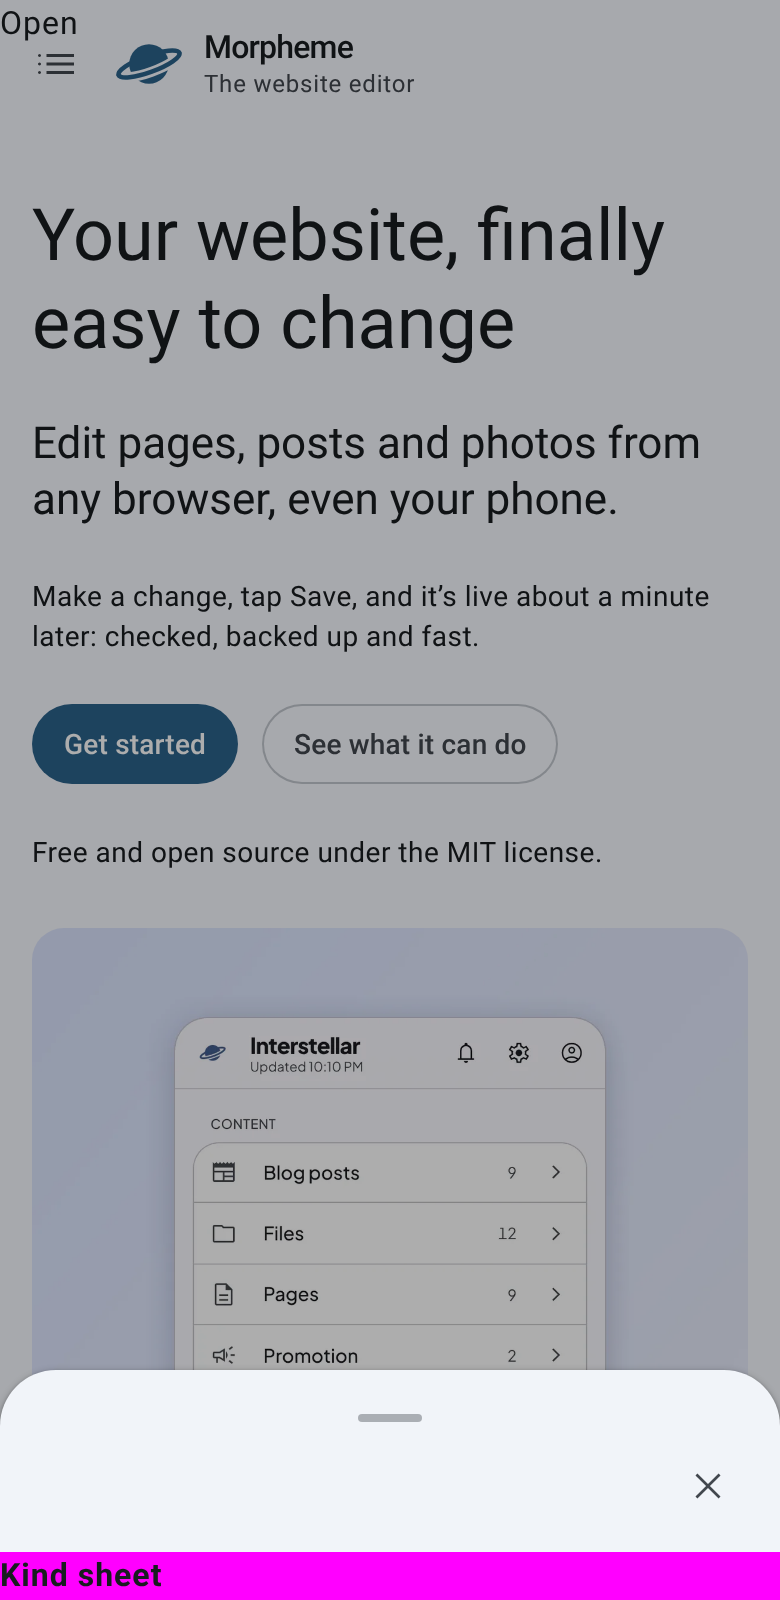 Open
Morpheme
The website editor
Your website, finally
easy to change
Edit pages, posts and photos from
any browser, even your phone.
Make a change, tap Save, and it’s live about a minute
later: checked, backed up and fast.
Get started
See what it can do
Free and open source under the MIT license.
Interstellar
Updated 10:10 PM
CONTENT
Blog posts 9
Files 12
Pages 9
Promotion 2
Kind sheet